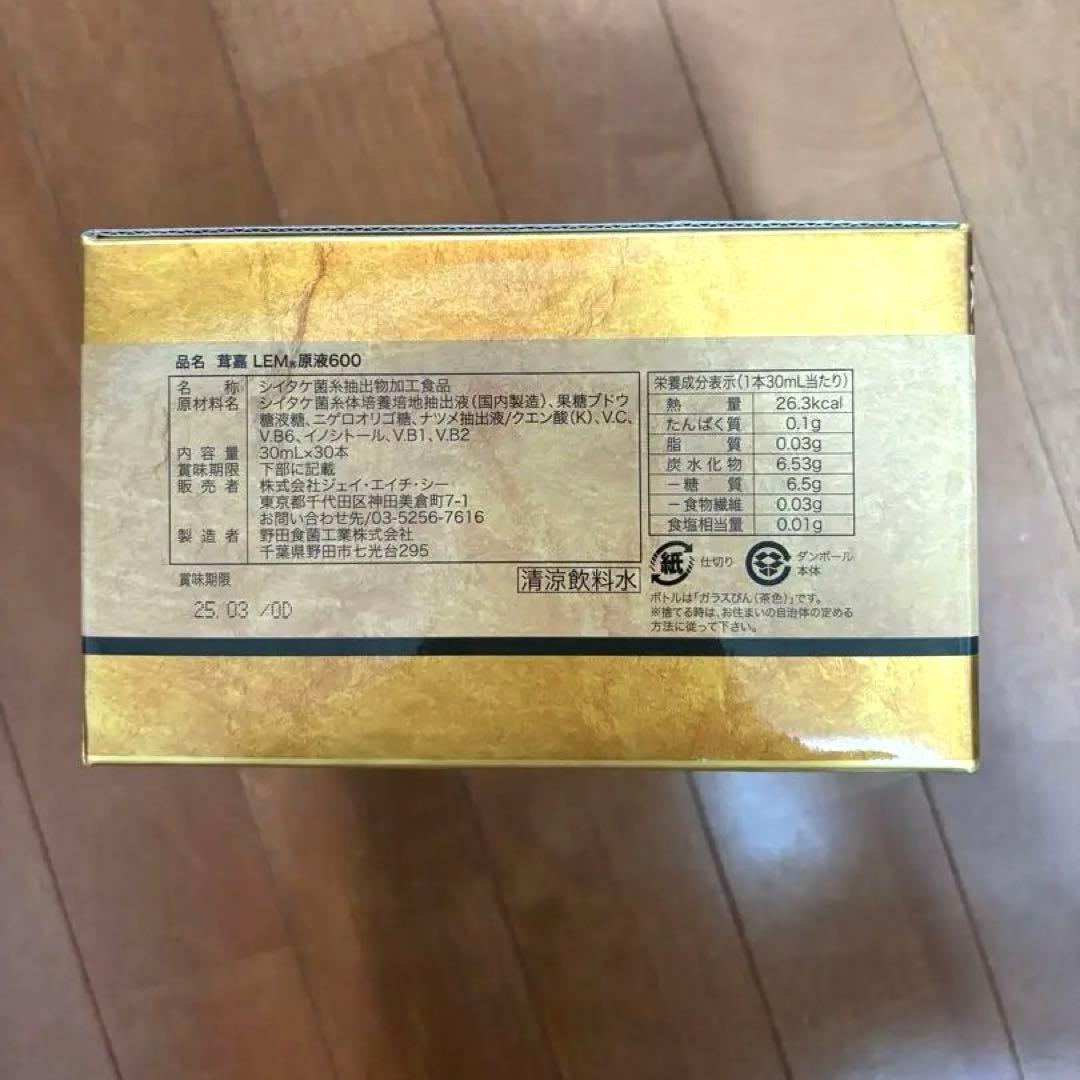 品名 茸嘉 LEM®原液600
名称 シイタケ菌糸抽出物加工食品
原材料名 シイタケ菌糸体培養培地抽出液(国内製造)、果糖ブドウ
糖液糖、ニゲロオリゴ糖、ナツメ抽出液/クエン酸(K)、V.C、
V.B6、イノシトール、V.B1、V.B2
内容量 30mL×30本
賞味期限 下部に記載
販売者 株式会社ジェイ・エイチ・シー
東京都千代田区神田美倉町7-1
お問い合わせ先/03-5256-7616
製造者 野田食菌工業株式会社
千葉県野田市七光台295
賞味期限
25.03 /OD
清涼飲料水
栄養成分表示(1本30mL当たり)
熱量 26.3kcal
たんぱく質 0.1g
脂質 0.03g
炭水化物 6.53g
-糖質 6.5g
-食物繊維 0.03g
食塩相当量 0.01g
紙 仕切り
ダンボール
本体
ボトルは「ガラスびん(茶色)」です。
※捨てる時は、お住まいの自治体の定める
方法に従って下さい。